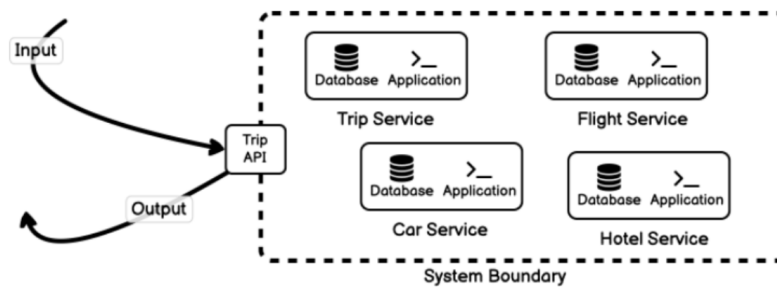 Input
Trip
API
Output
Database Application
Trip Service
Database Application
Flight Service
Database Application
Car Service
Database Application
Hotel Service
System Boundary